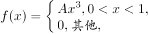 f(x) = { Ax³, 0 < x < 1,
0, 其他,